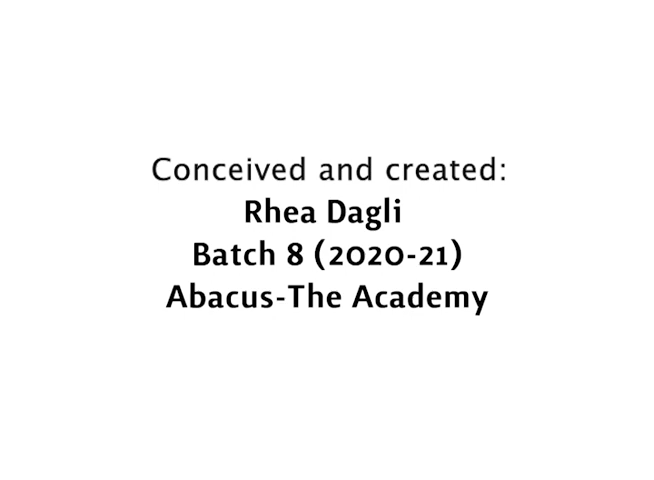 Conceived and created:
Rhea Dagli
Batch 8 (2020-21)
Abacus-The Academy